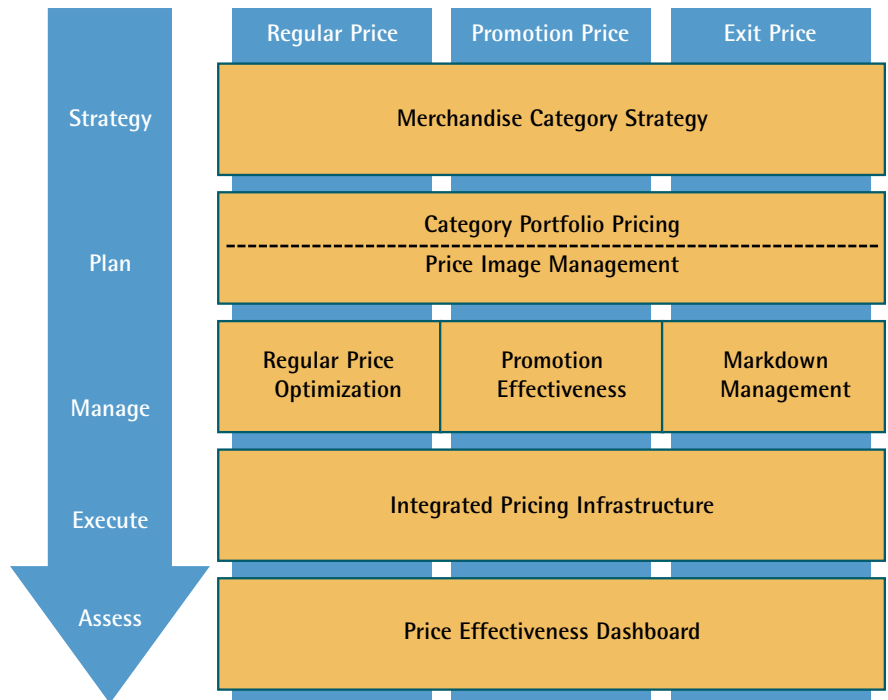 Regular Price
Promotion Price
Exit Price
Strategy
Merchandise Category Strategy
Plan
Category Portfolio Pricing
Price Image Management
Manage
Regular Price
Optimization
Promotion
Effectiveness
Markdown
Management
Execute
Integrated Pricing Infrastructure
Assess
Price Effectiveness Dashboard